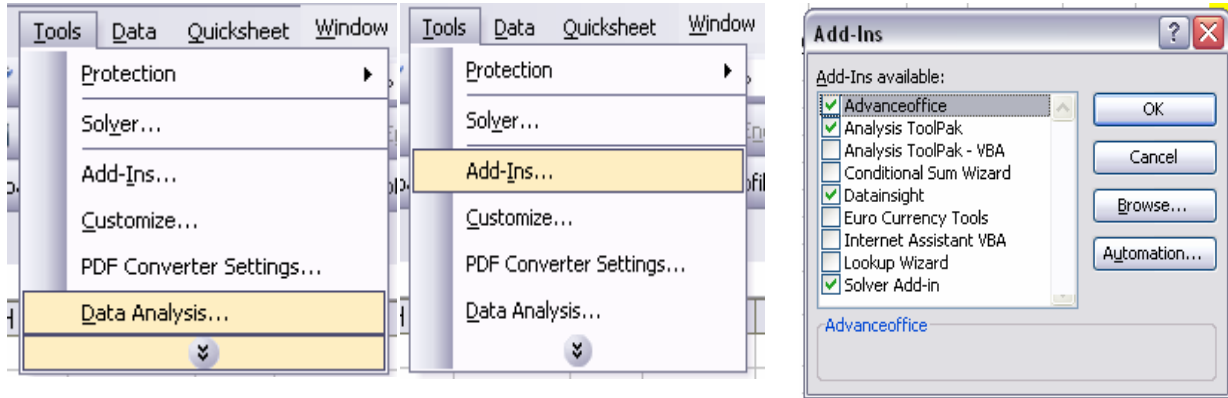 Tools Data Quicksheet Window
Protection
Solver...
Add-Ins...
Customize...
PDF Converter Settings...
Data Analysis...
Tools Data Quicksheet Window
Protection
Solver...
Add-Ins...
Customize...
PDF Converter Settings...
Data Analysis...
Add-Ins
Add-Ins available:
Advanceoffice
Analysis ToolPak
Analysis ToolPak - VBA
Conditional Sum Wizard
Datainsight
Euro Currency Tools
Internet Assistant VBA
Lookup Wizard
Solver Add-in
OK
Cancel
Browse...
Automation...
Advanceoffice